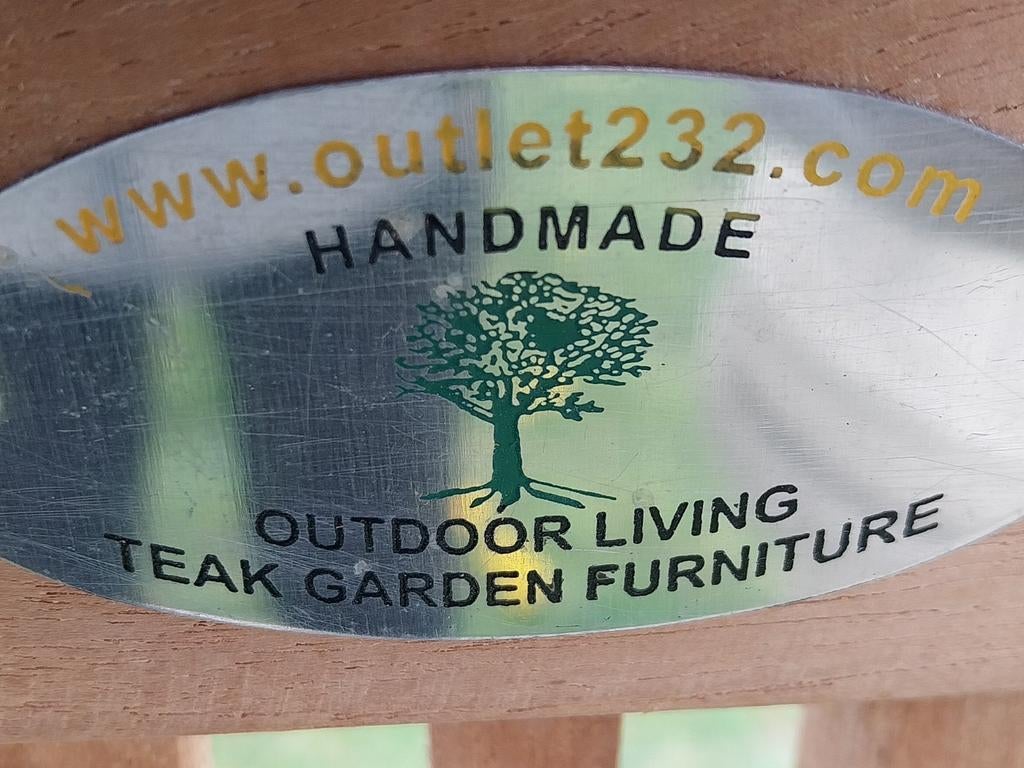 www.outlet232.com
HANDMADE
OUTDOOR LIVING
TEAK GARDEN FURNITURE